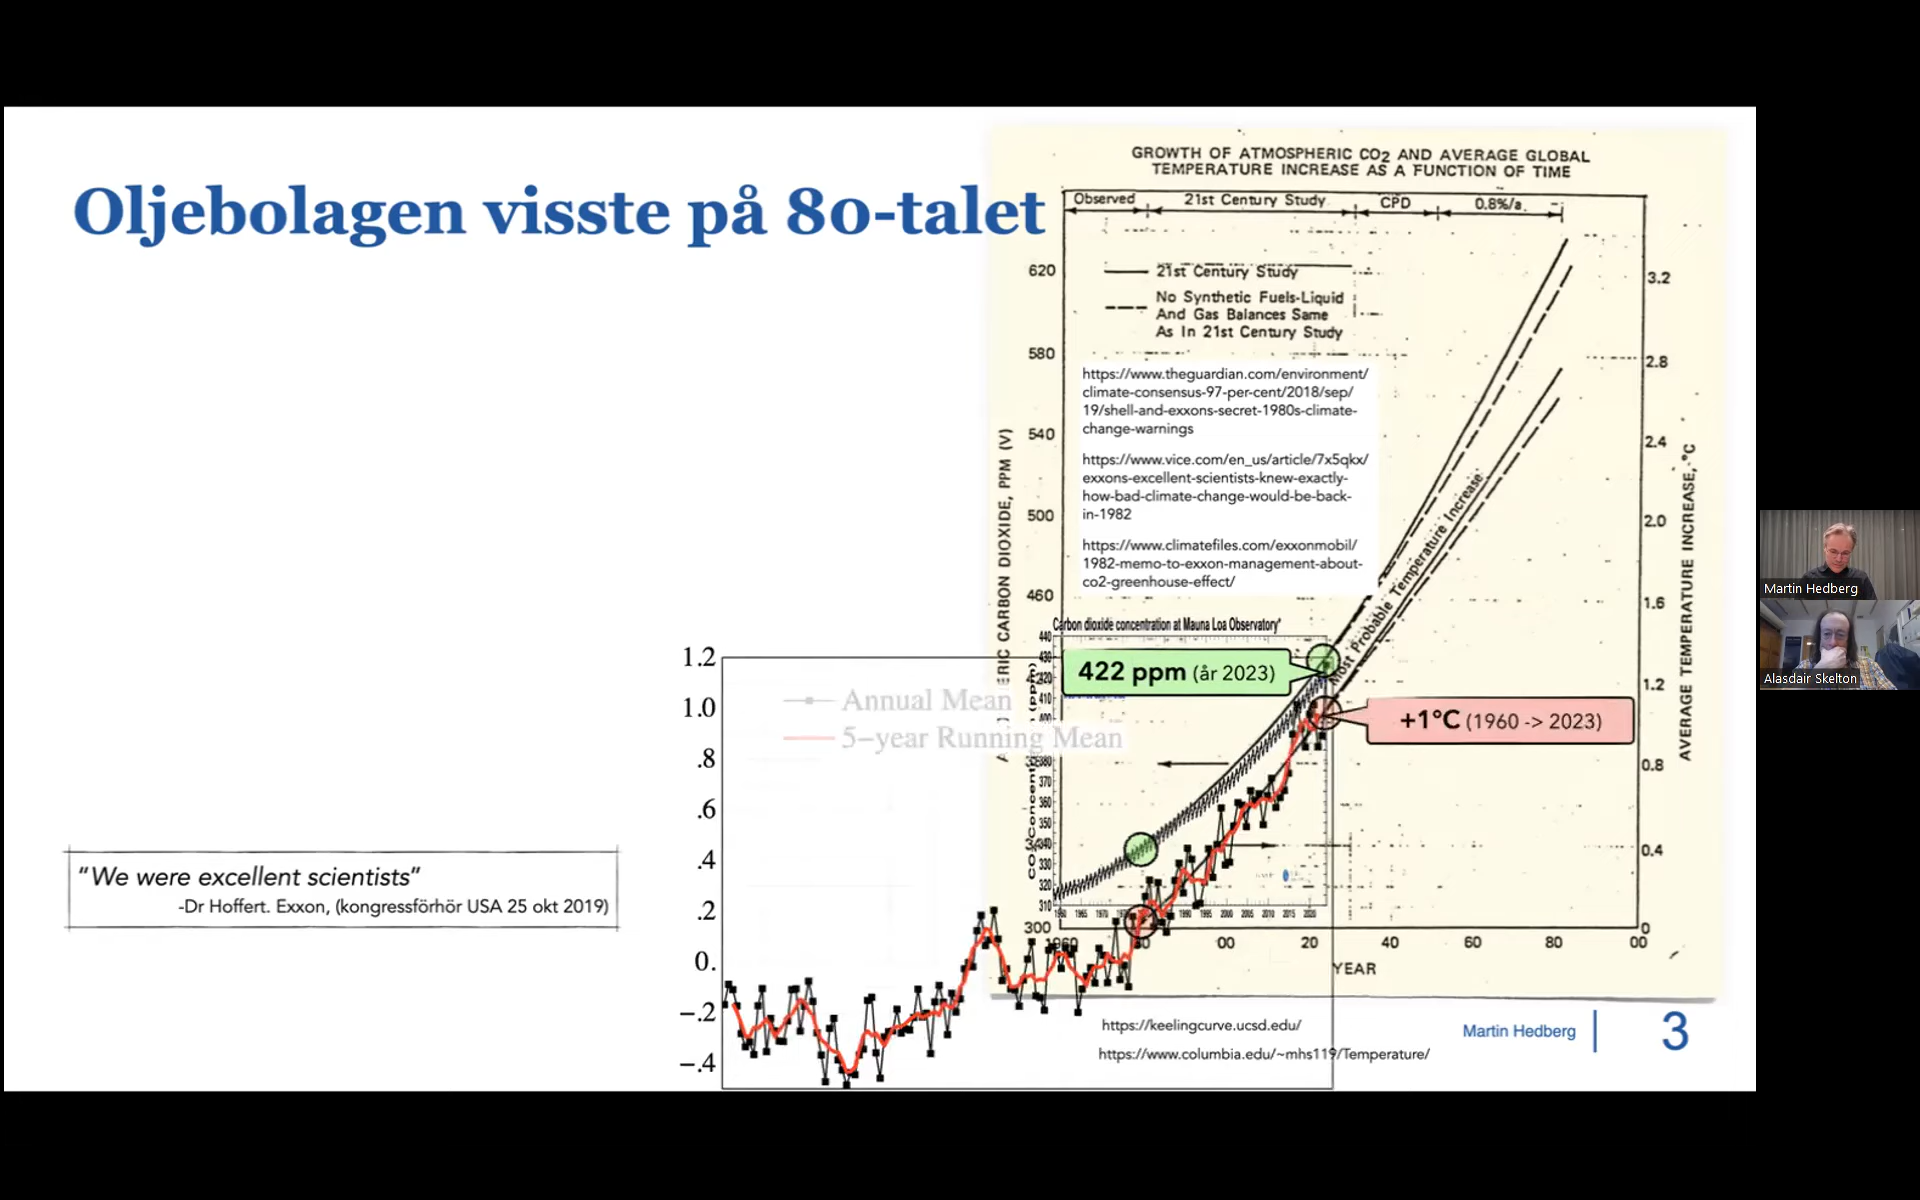 Oljebolagen visste på 80-talet
GROWTH OF ATMOSPHERIC CO2 AND AVERAGE GLOBAL
TEMPERATURE INCREASE AS A FUNCTION OF TIME
Observed 21st Century Study CPD 0.8%/a.
21st Century Study
No Synthetic Fuels-Liquid
And Gas Balances Same
As In 21st Century Study
620
580
540
500
460
300
3.2
2.8
2.4
2.0
1.6
1.2
0.8
0.4
0
ERIC CARBON DIOXIDE, PPM (V)
AVERAGE TEMPERATURE INCREASE, °C
Most Probable Temperature Increase
https://www.theguardian.com/environment/
climate-consensus-97-per-cent/2018/sep/
19/shell-and-exxons-secret-1980s-climate-
change-warnings
https://www.vice.com/en_us/article/7x5qkx/
exxons-excellent-scientists-knew-exactly-
how-bad-climate-change-would-be-back-
in-1982
https://www.climatefiles.com/exxonmobil/
1982-memo-to-exxon-management-about-
co2-greenhouse-effect/
Carbon dioxide concentration at Mauna Loa Observatory*
422 ppm (år 2023)
+1°C (1960 -> 2023)
1960 80 00 20 40 60 80 00
YEAR
1.2
1.0
.8
.6
.4
.2
0.
−.2
−.4
Annual Mean
5−year Running Mean
“We were excellent scientists”
-Dr Hoffert. Exxon, (kongressförhör USA 25 okt 2019)
https://keelingcurve.ucsd.edu/
https://www.columbia.edu/~mhs119/Temperature/
Martin Hedberg 3
Martin Hedberg
Alasdair Skelton